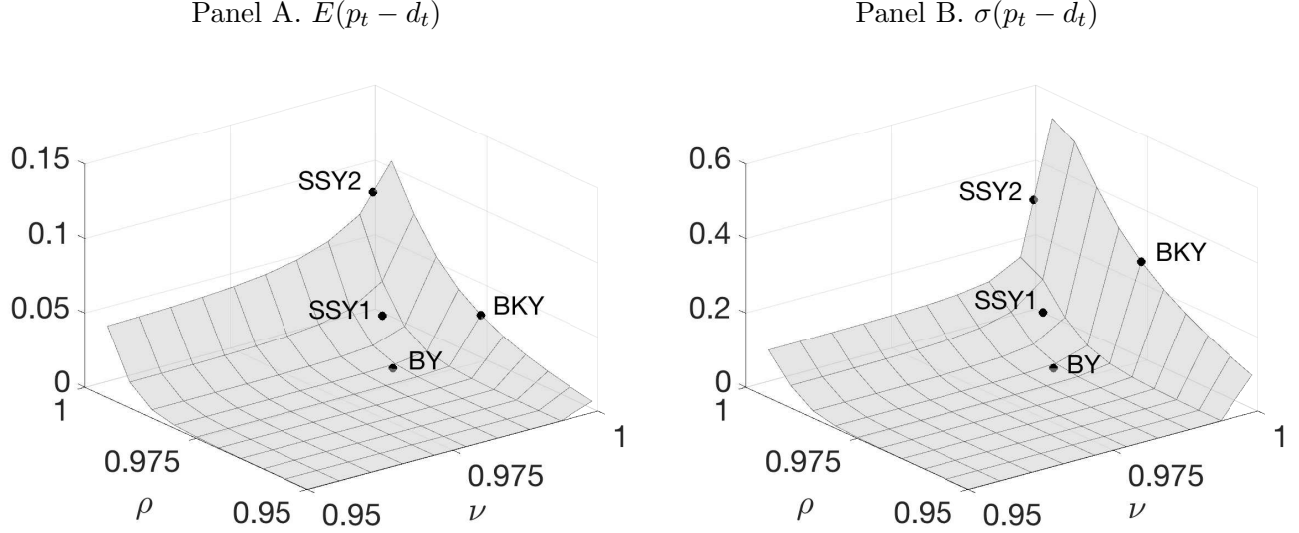 Panel A. E(p_t − d_t)
0.15
0.1
0.05
0
1
0.975
ρ
0.95
0.95
0.975
ν
1
SSY2
SSY1
BKY
BY
Panel B. σ(p_t − d_t)
0.6
0.4
0.2
0
1
0.975
ρ
0.95
0.95
0.975
ν
1
SSY2
SSY1
BKY
BY